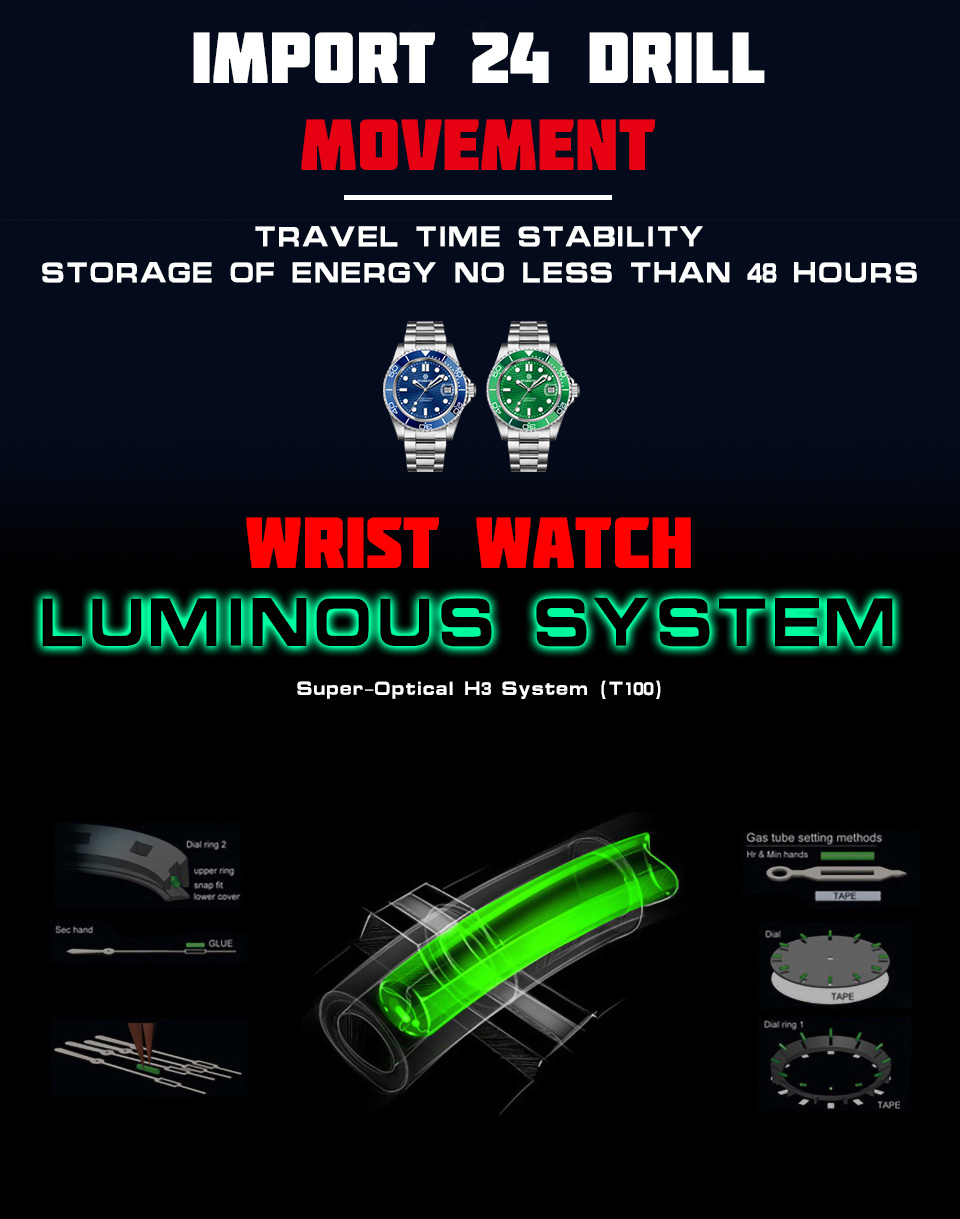 IMPORT 24 DRILL
MOVEMENT
TRAVEL TIME STABILITY
STORAGE OF ENERGY NO LESS THAN 48 HOURS
WRIST WATCH
LUMINOUS SYSTEM
Super-Optical H3 System (T100)
Dial ring 2
upper ring
snap fit
lower cover
Sec hand
GLUE
Gas tube setting methods
Hr & Min hands
TAPE
Dial
TAPE
Dial ring 1
TAPE